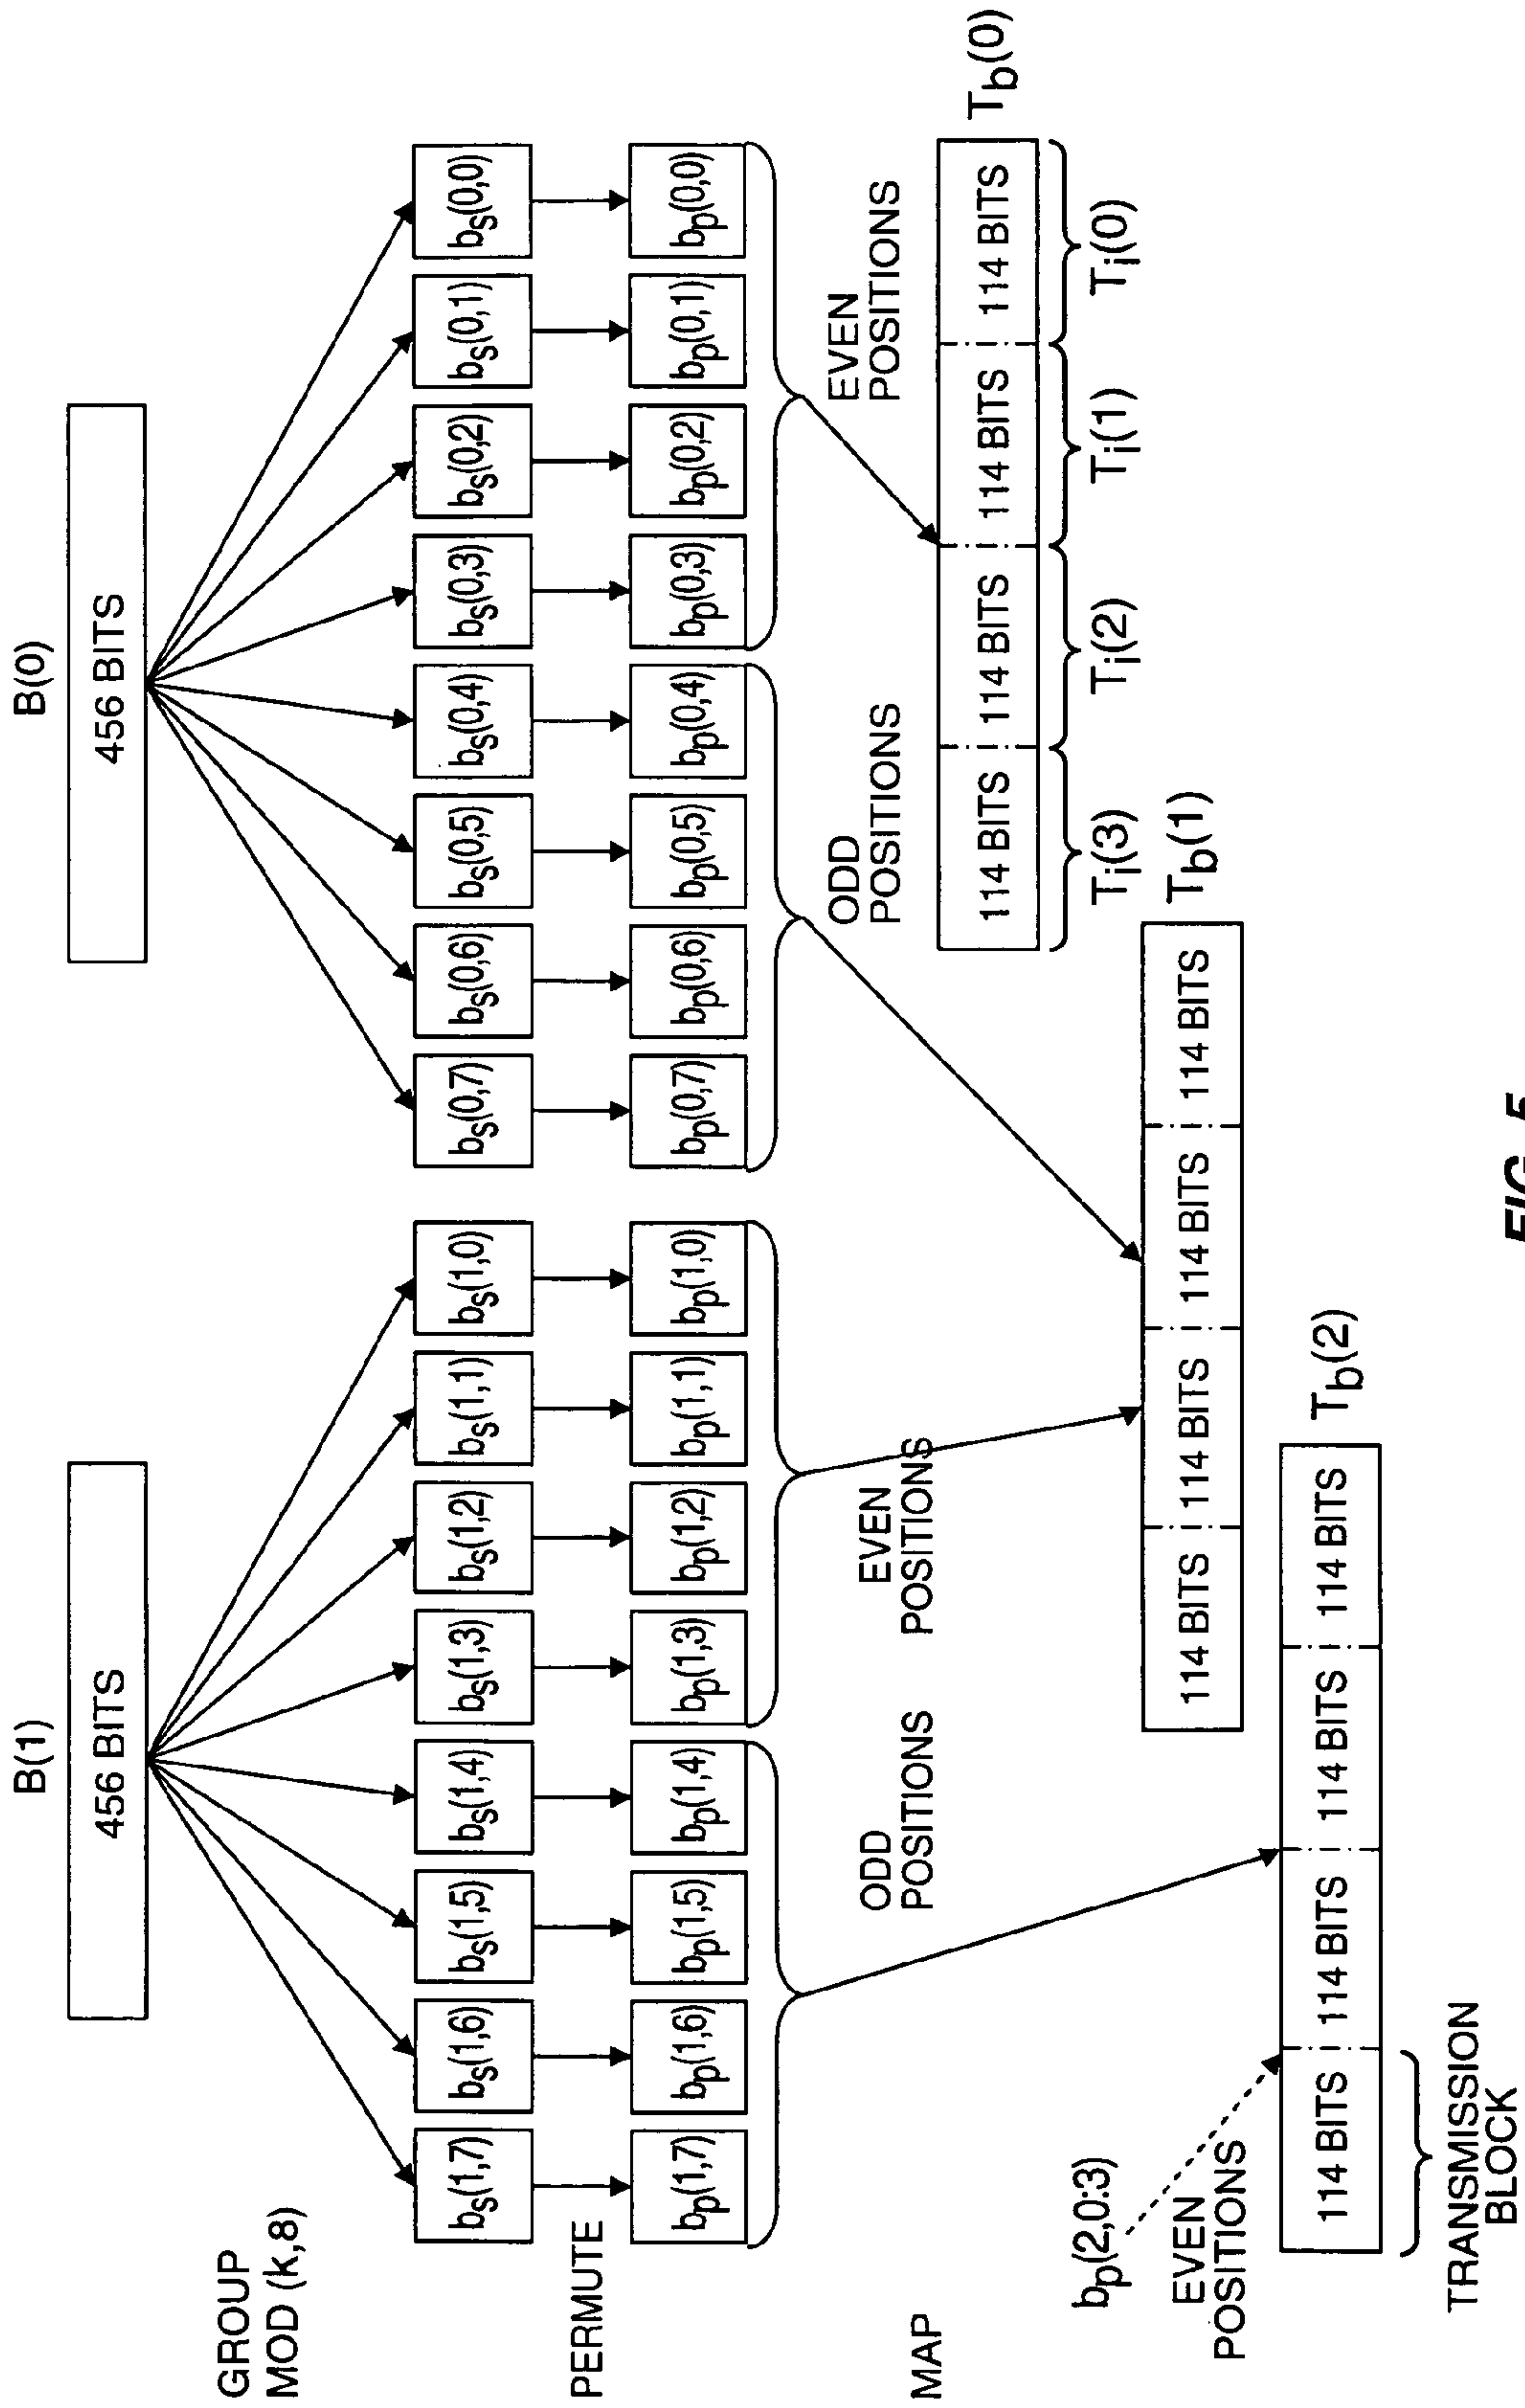 B(1)
B(0)
456 BITS
456 BITS
GROUP
MOD (k,8)
bs(1,7)
bs(1,6)
bs(1,5)
bs(1,4)
bs(1,3)
bs(1,2)
bs(1,1)
bs(1,0)
bs(0,7)
bs(0,6)
bs(0,5)
bs(0,4)
bs(0,3)
bs(0,2)
bs(0,1)
bs(0,0)
PERMUTE
bp(1,7)
bp(1,6)
bp(1,5)
bp(1,4)
bp(1,3)
bp(1,2)
bp(1,1)
bp(1,0)
bp(0,7)
bp(0,6)
bp(0,5)
bp(0,4)
bp(0,3)
bp(0,2)
bp(0,1)
bp(0,0)
MAP
ODD
POSITIONS
EVEN
POSITIONS
ODD
POSITIONS
EVEN
POSITIONS
114 BITS
114 BITS
114 BITS
114 BITS
Tb(0)
Ti(3)
Ti(2)
Ti(1)
Ti(0)
bp(2,0:3)
EVEN
POSITIONS
114 BITS
114 BITS
114 BITS
114 BITS
Tb(1)
114 BITS
114 BITS
114 BITS
114 BITS
Tb(2)
TRANSMISSION
BLOCK
FIG. 5